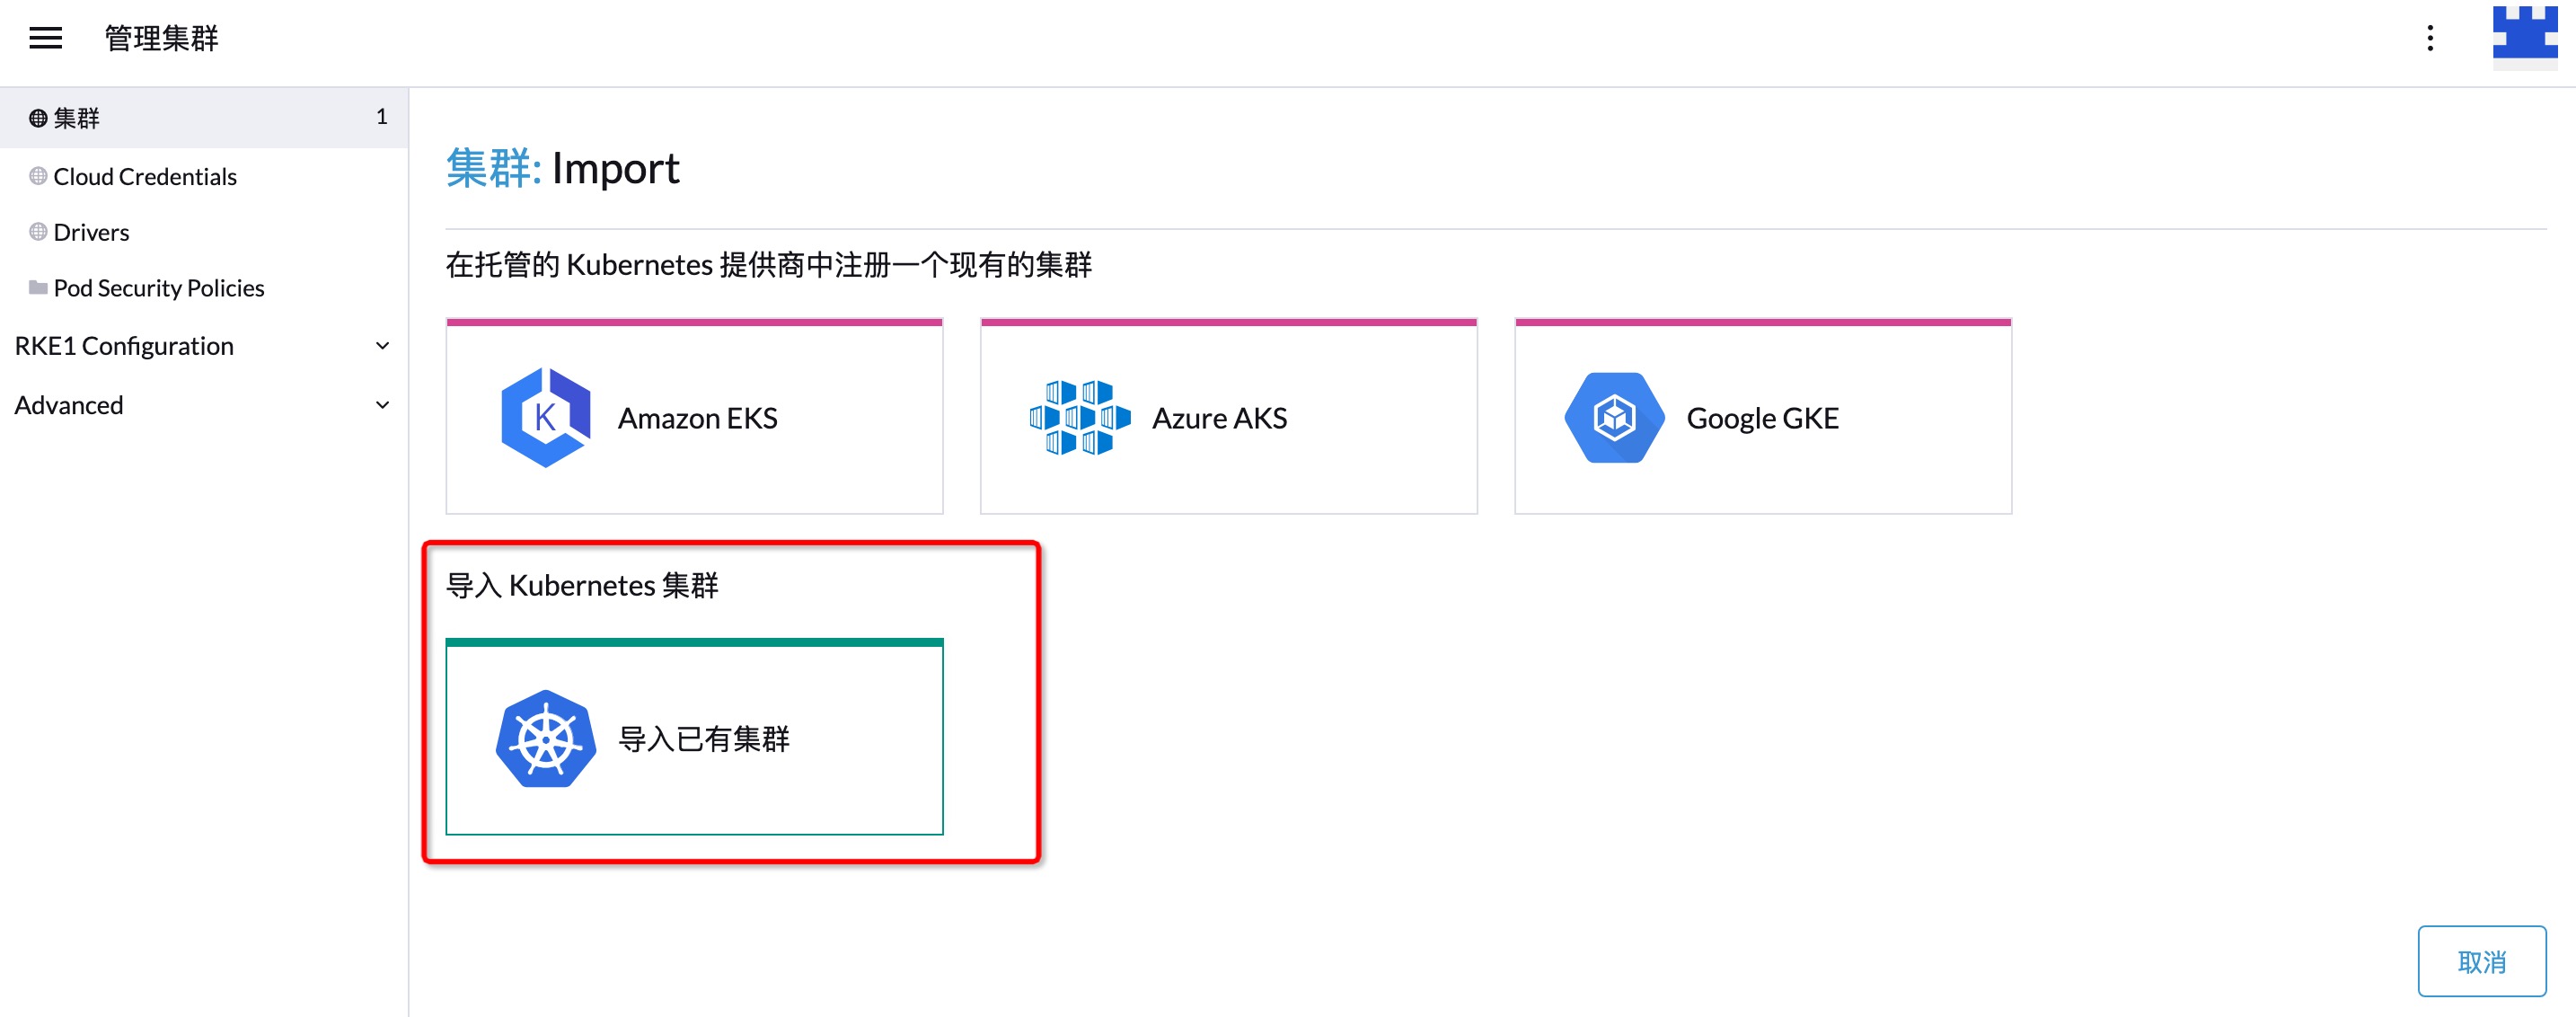 管理集群
集群 1
Cloud Credentials
Drivers
Pod Security Policies
RKE1 Configuration
Advanced
集群: Import
在托管的 Kubernetes 提供商中注册一个现有的集群
K
Amazon EKS
Azure AKS
Google GKE
导入 Kubernetes 集群
导入已有集群
取消